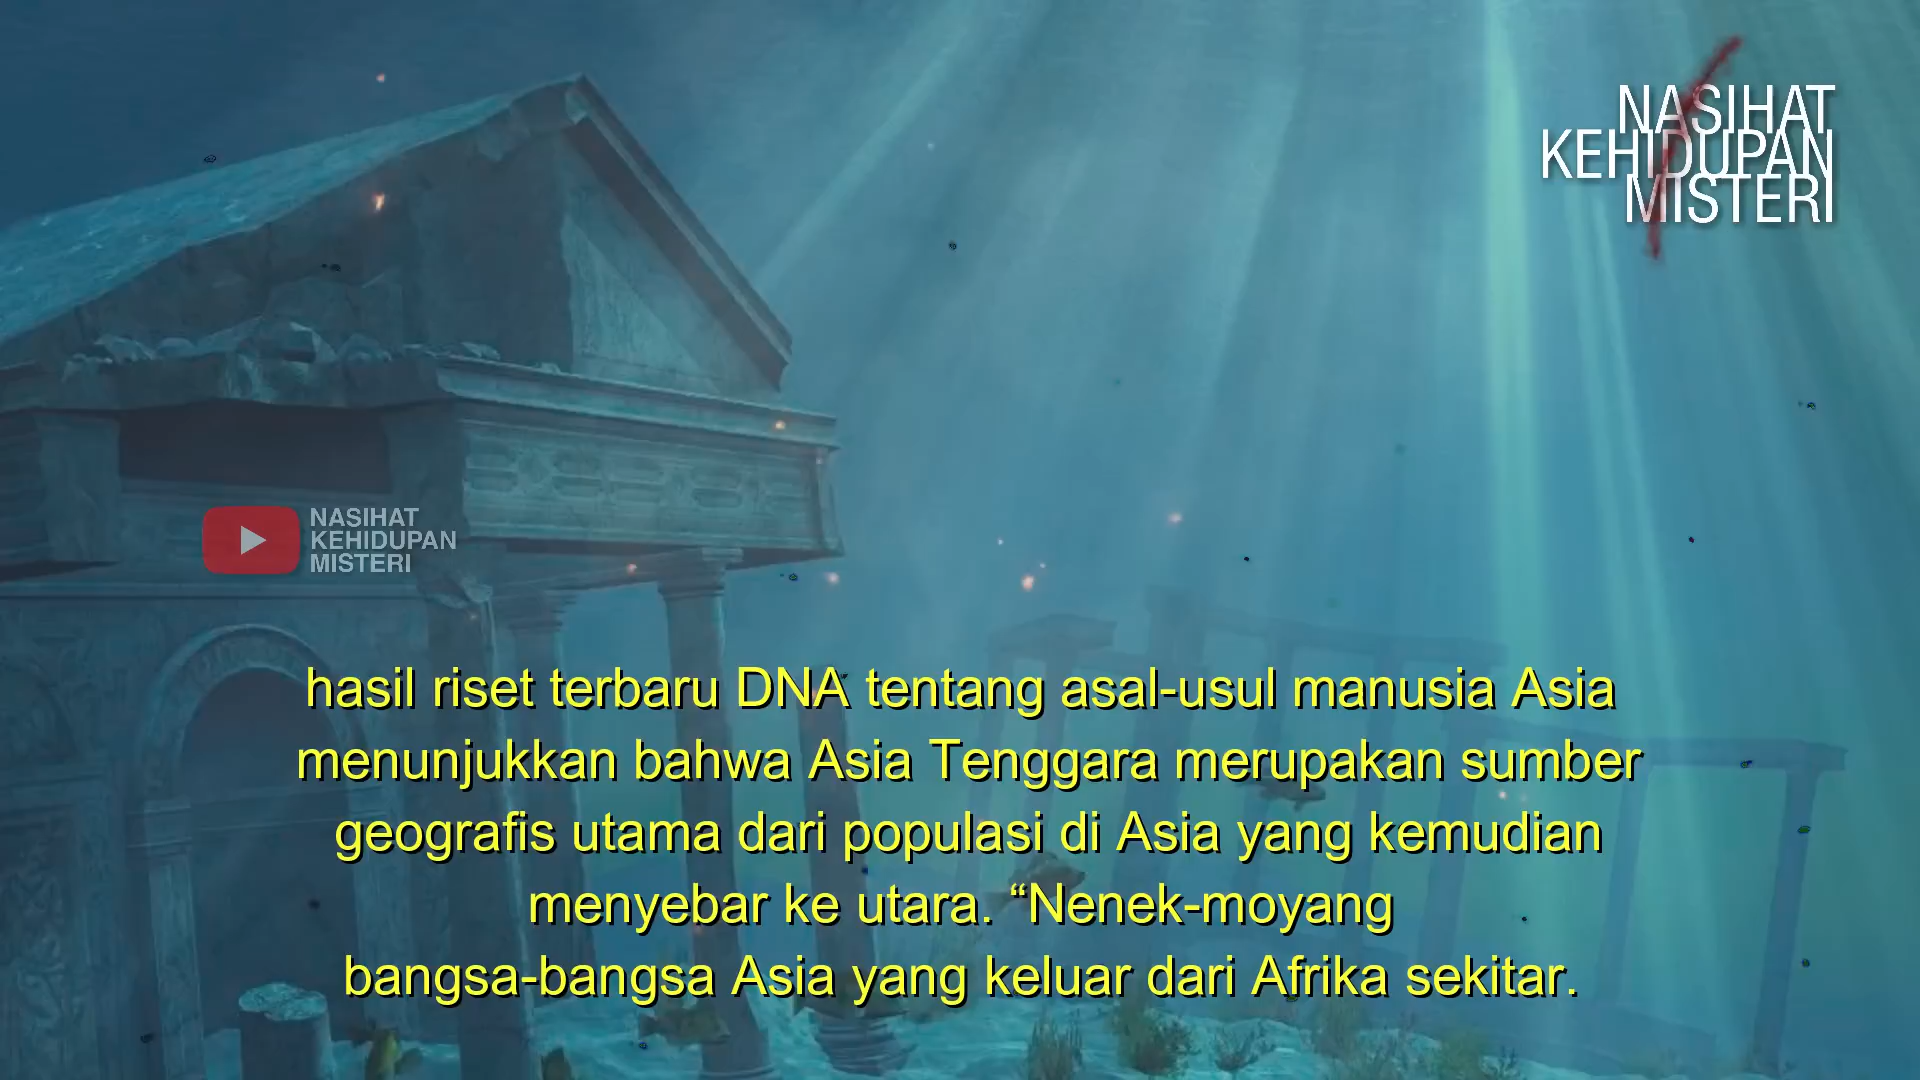 NASIHAT
KEHIDUPAN
MISTERI
NASIHAT
KEHIDUPAN
MISTERI
hasil riset terbaru DNA tentang asal-usul manusia Asia
menunjukkan bahwa Asia Tenggara merupakan sumber
geografis utama dari populasi di Asia yang kemudian
menyebar ke utara. “Nenek-moyang
bangsa-bangsa Asia yang keluar dari Afrika sekitar.